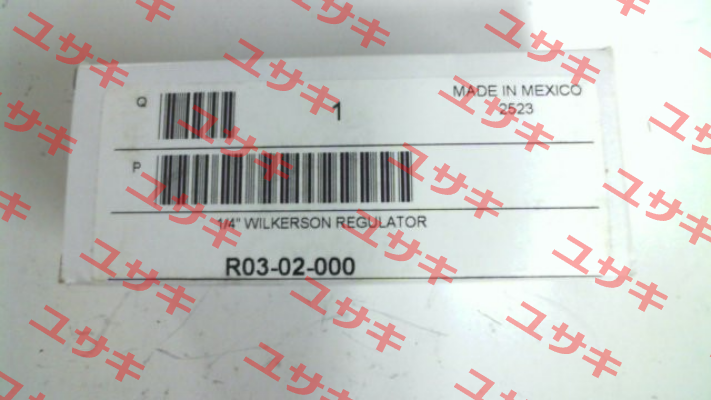 Q
1
MADE IN MEXICO
2523
P
1/4" WILKERSON REGULATOR
R03-02-000
ユサキ